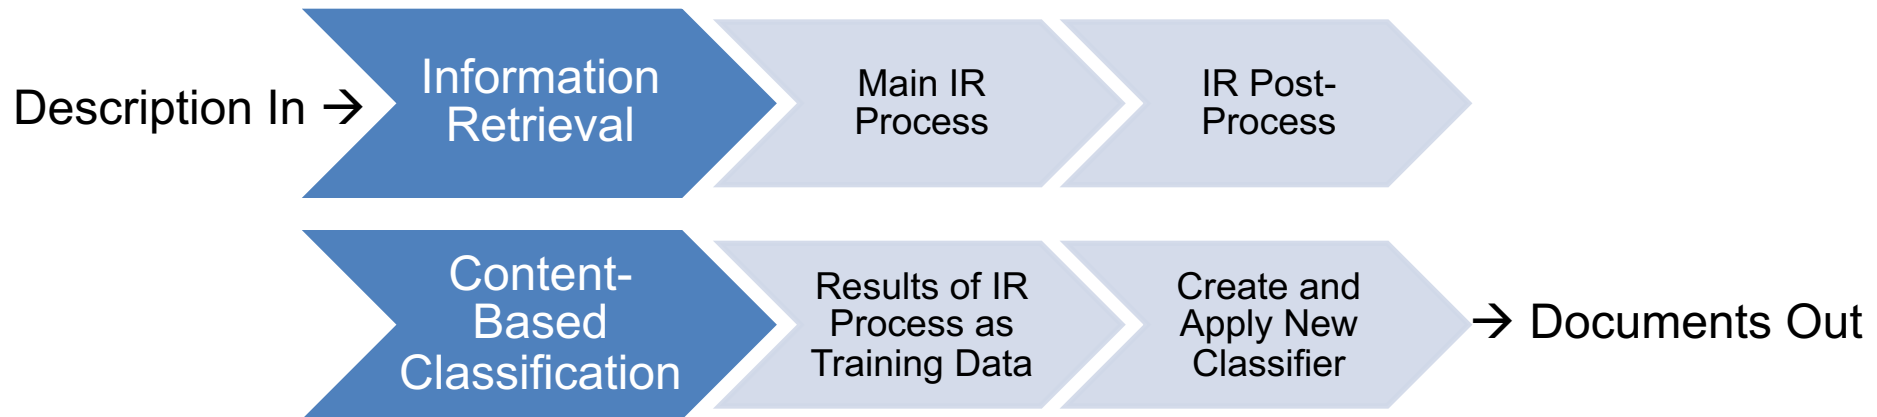 Description In →
Information
Retrieval
Main IR
Process
IR Post-
Process
Content-
Based
Classification
Results of IR
Process as
Training Data
Create and
Apply New
Classifier
→ Documents Out